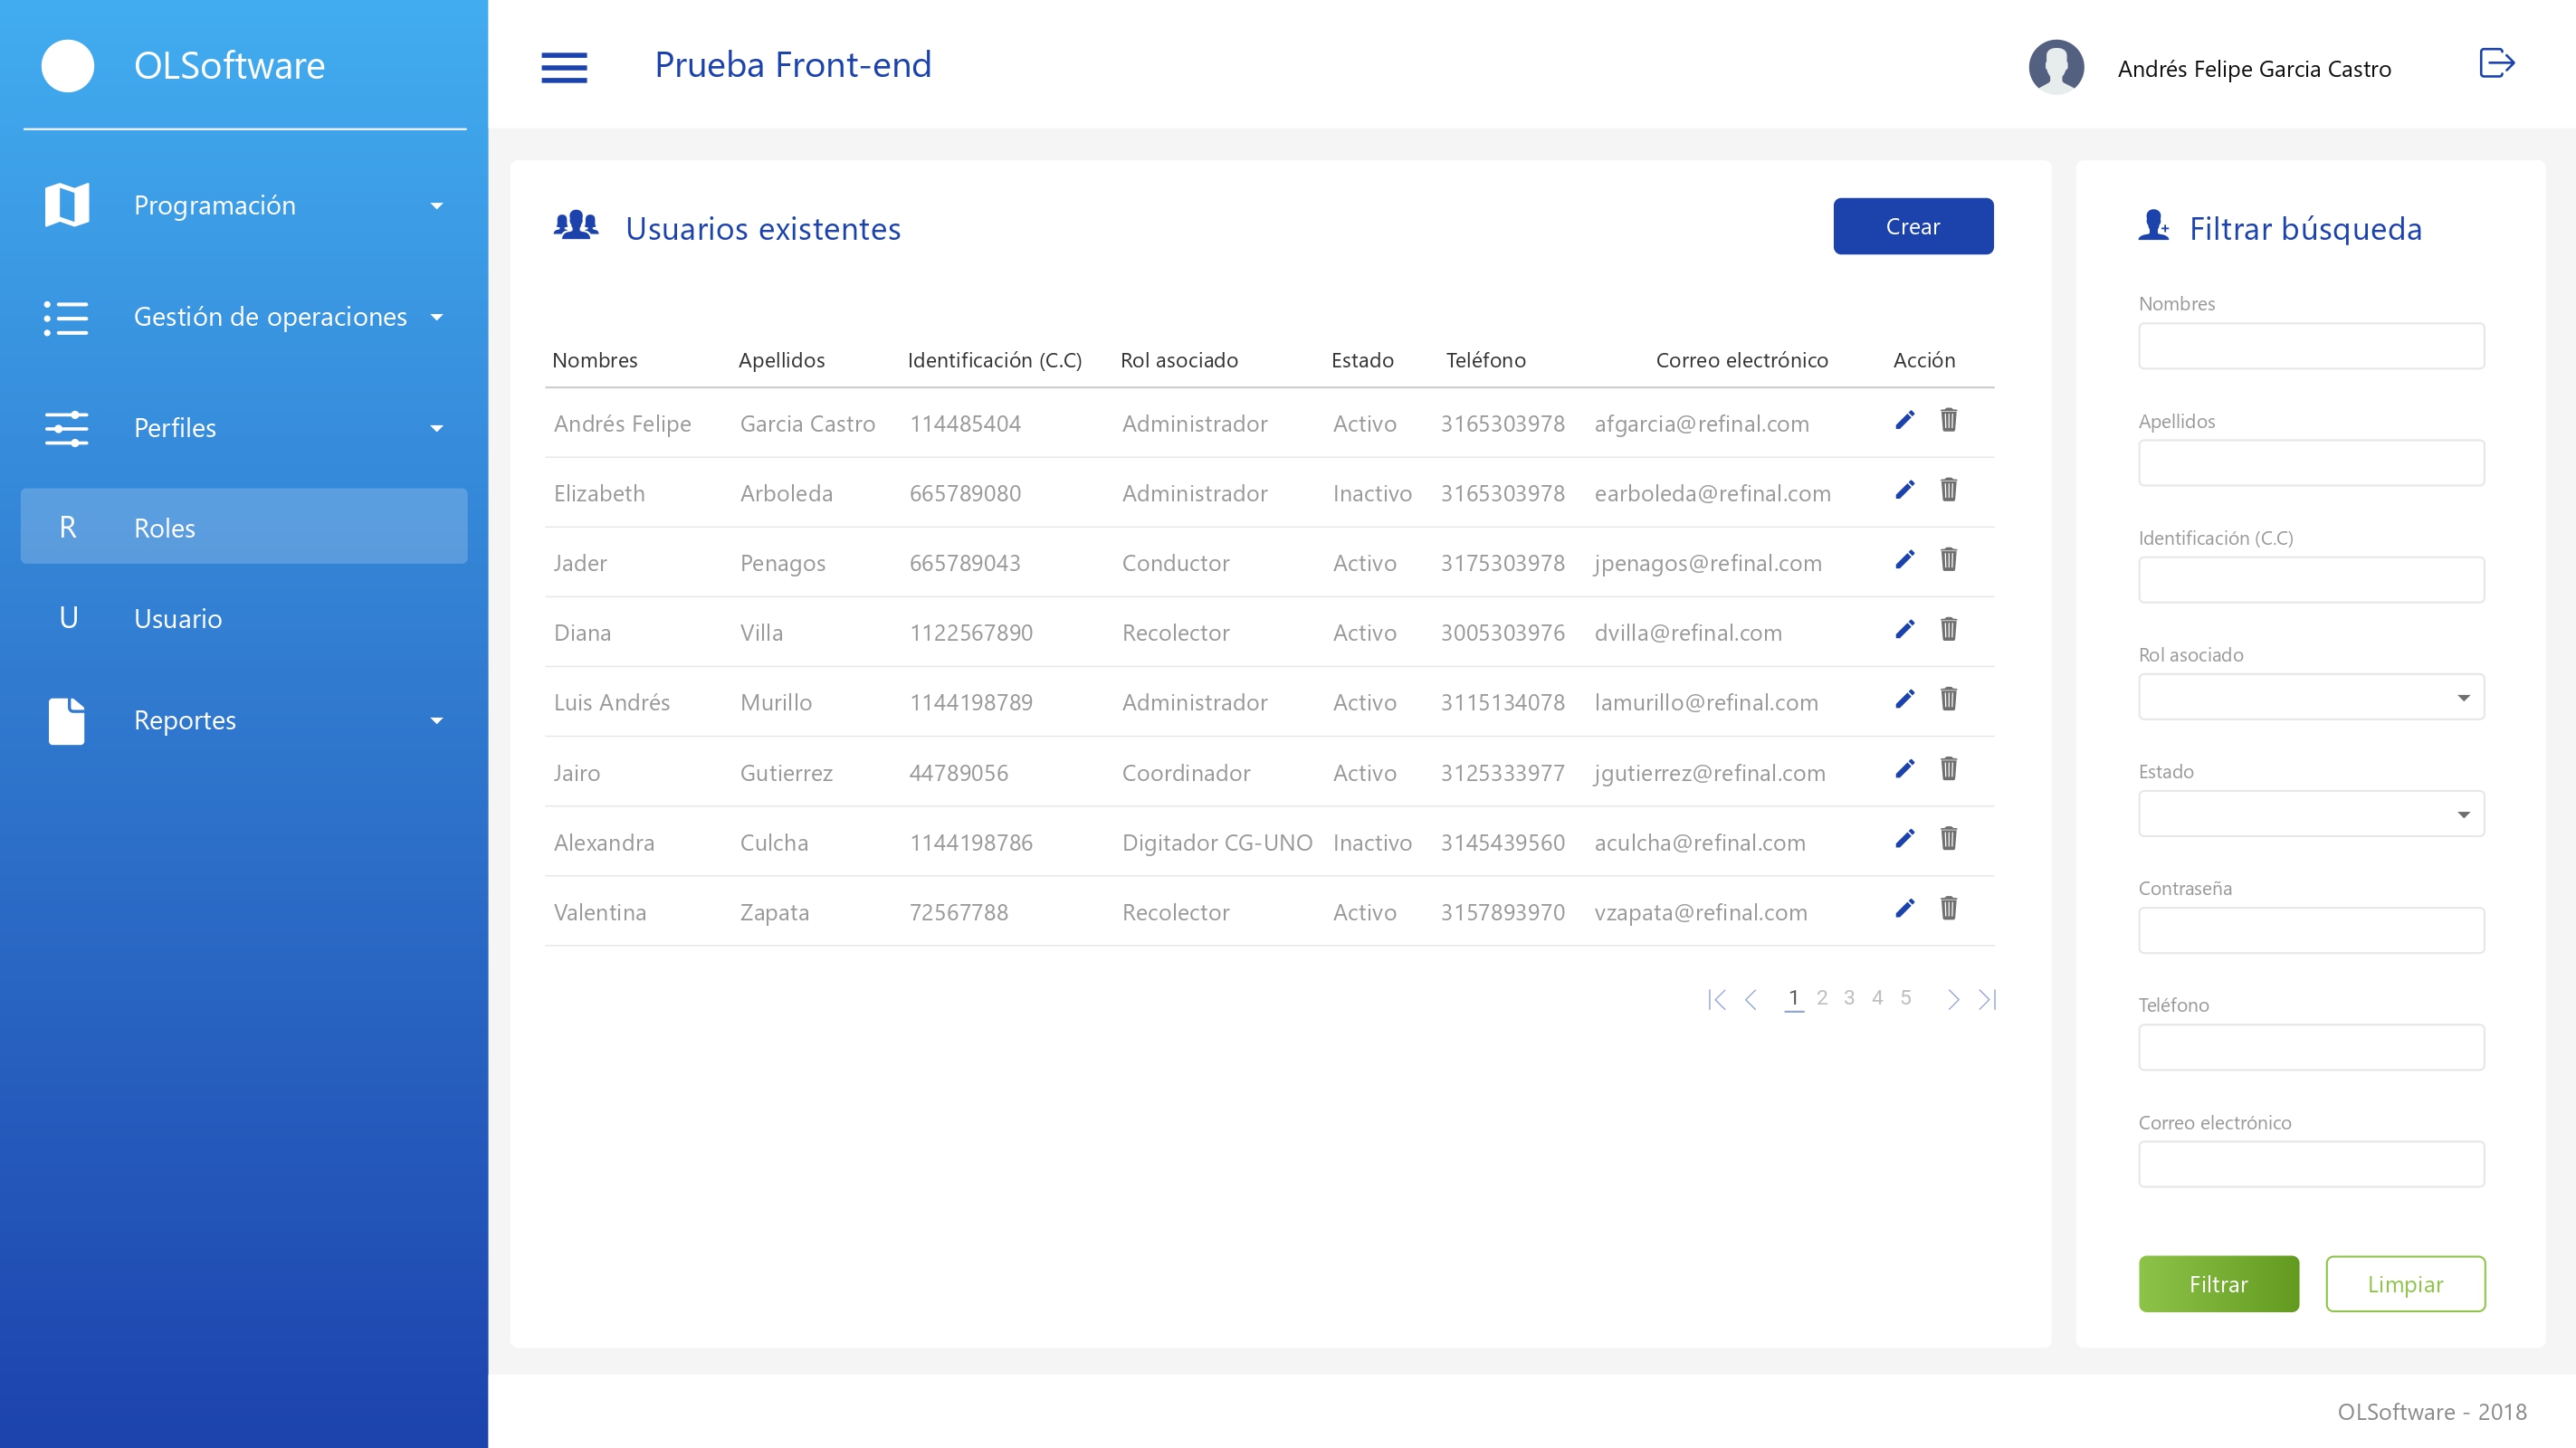 OLSoftware
Programación
Gestión de operaciones
Perfiles
R Roles
U Usuario
Reportes
Prueba Front-end
Andrés Felipe Garcia Castro
Usuarios existentes
Crear
Nombres Apellidos Identificación (C.C) Rol asociado Estado Teléfono Correo electrónico Acción
Andrés Felipe Garcia Castro 114485404 Administrador Activo 3165303978 afgarcia@refinal.com
Elizabeth Arboleda 665789080 Administrador Inactivo 3165303978 earboleda@refinal.com
Jader Penagos 665789043 Conductor Activo 3175303978 jpenagos@refinal.com
Diana Villa 1122567890 Recolector Activo 3005303976 dvilla@refinal.com
Luis Andrés Murillo 1144198789 Administrador Activo 3115134078 lamurillo@refinal.com
Jairo Gutierrez 44789056 Coordinador Activo 3125333977 jgutierrez@refinal.com
Alexandra Culcha 1144198786 Digitador CG-UNO Inactivo 3145439560 aculcha@refinal.com
Valentina Zapata 72567788 Recolector Activo 3157893970 vzapata@refinal.com
1 2 3 4 5
Filtrar búsqueda
Nombres
Apellidos
Identificación (C.C)
Rol asociado
Estado
Contraseña
Teléfono
Correo electrónico
Filtrar Limpiar
OLSoftware - 2018